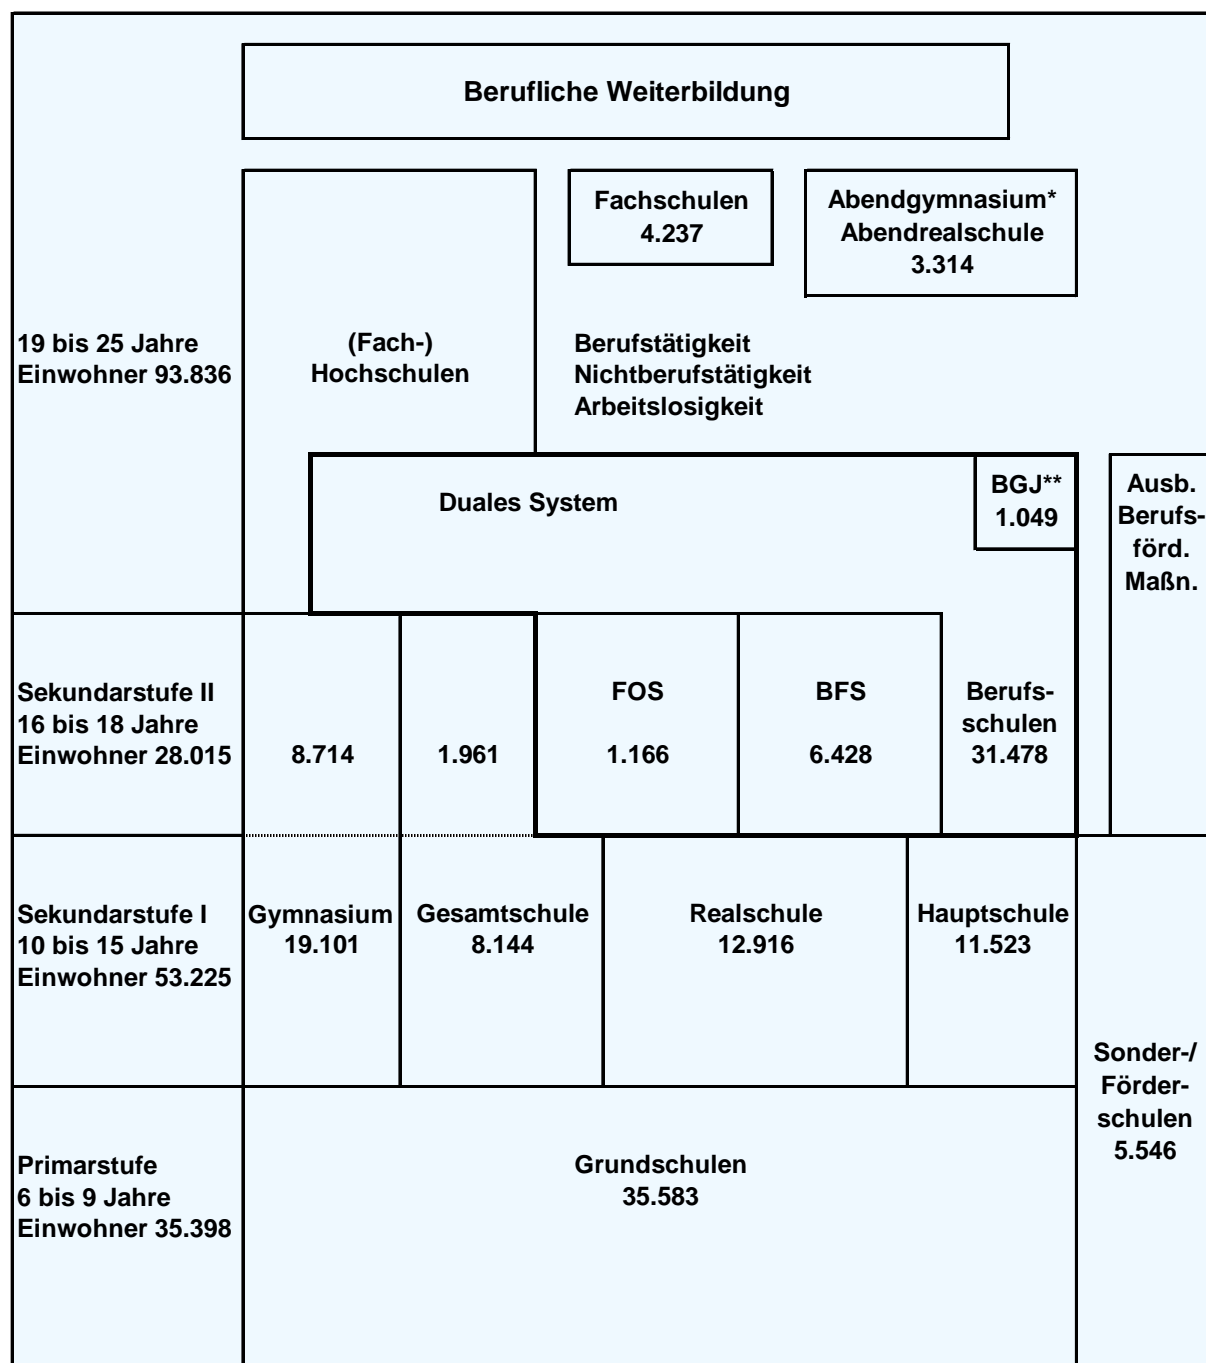 Berufliche Weiterbildung
Fachschulen
4.237
Abendgymnasium*
Abendrealschule
3.314
19 bis 25 Jahre
Einwohner 93.836
(Fach-)
Hochschulen
Berufstätigkeit
Nichtberufstätigkeit
Arbeitslosigkeit
Duales System
BGJ**
1.049
Ausb.
Berufs-
förd.
Maßn.
Sekundarstufe II
16 bis 18 Jahre
Einwohner 28.015
8.714
1.961
FOS
1.166
BFS
6.428
Berufs-
schulen
31.478
Sekundarstufe I
10 bis 15 Jahre
Einwohner 53.225
Gymnasium
19.101
Gesamtschule
8.144
Realschule
12.916
Hauptschule
11.523
Sonder-/
Förder-
schulen
5.546
Primarstufe
6 bis 9 Jahre
Einwohner 35.398
Grundschulen
35.583